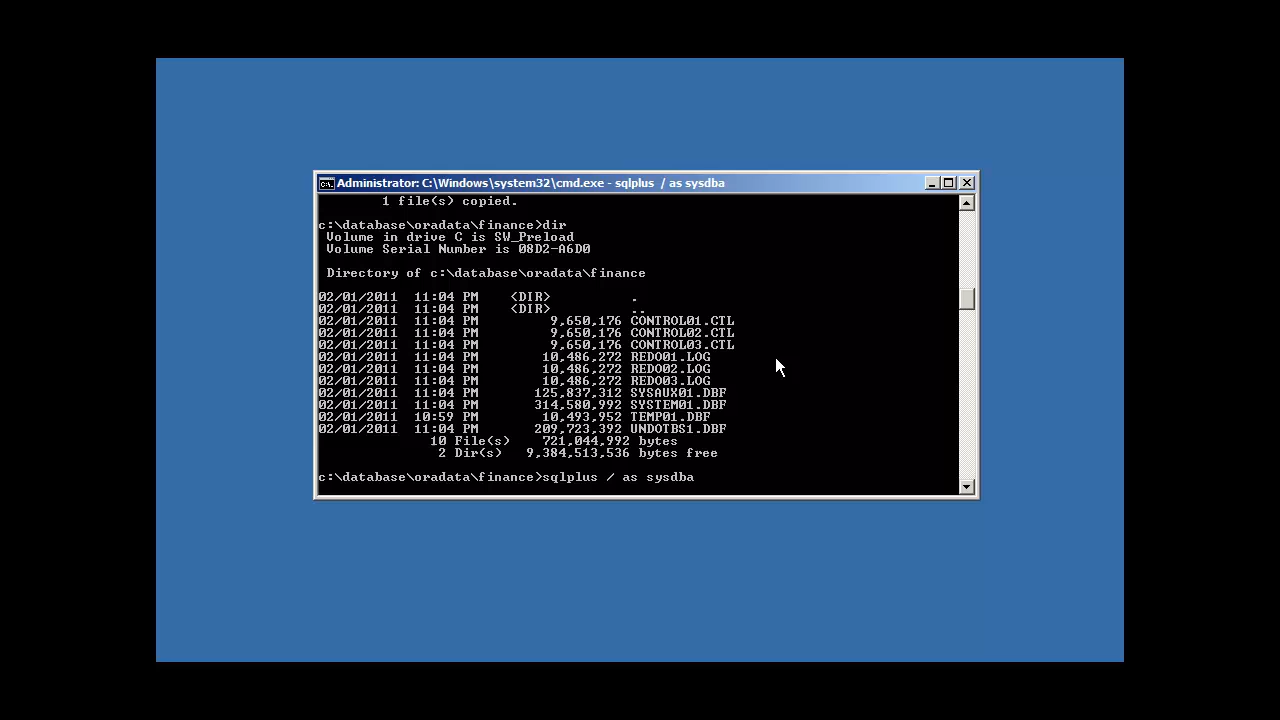 Administrator: C:\Windows\system32\cmd.exe - sqlplus / as sysdba
1 file(s) copied.
c:\database\oradata\finance>dir
Volume in drive C is SW_Preload
Volume Serial Number is 08D2-A6D0
Directory of c:\database\oradata\finance
02/01/2011 11:04 PM <DIR> .
02/01/2011 11:04 PM <DIR> ..
02/01/2011 11:04 PM 9,650,176 CONTROL01.CTL
02/01/2011 11:04 PM 9,650,176 CONTROL02.CTL
02/01/2011 11:04 PM 9,650,176 CONTROL03.CTL
02/01/2011 11:04 PM 10,486,272 REDO01.LOG
02/01/2011 11:04 PM 10,486,272 REDO02.LOG
02/01/2011 11:04 PM 10,486,272 REDO03.LOG
02/01/2011 11:04 PM 125,837,312 SYSAUX01.DBF
02/01/2011 11:04 PM 314,580,992 SYSTEM01.DBF
02/01/2011 10:59 PM 10,493,952 TEMP01.DBF
02/01/2011 11:04 PM 209,723,392 UNDOTBS1.DBF
10 File(s) 721,044,992 bytes
2 Dir(s) 9,384,513,536 bytes free
c:\database\oradata\finance>sqlplus / as sysdba